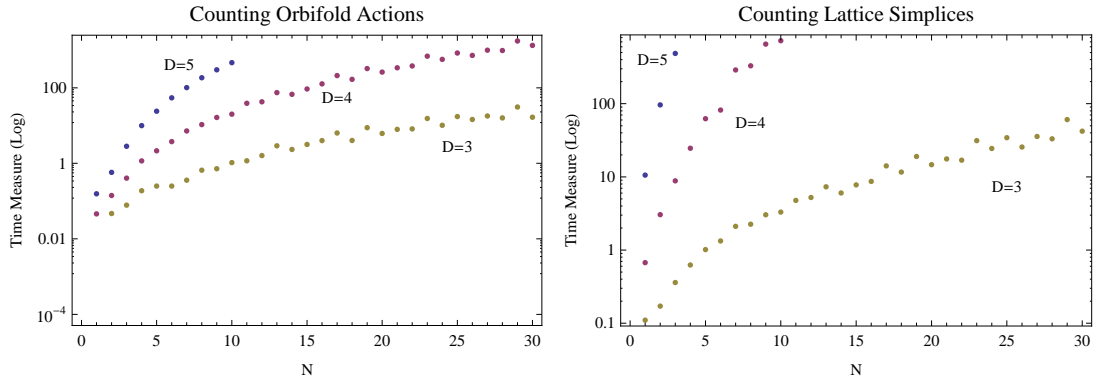 Counting Orbifold Actions
Time Measure (Log)
100
1
0.01
10⁻⁴
D=5
D=4
D=3
0 5 10 15 20 25 30
N
Counting Lattice Simplices
Time Measure (Log)
100
10
1
0.1
D=5
D=4
D=3
0 5 10 15 20 25 30
N